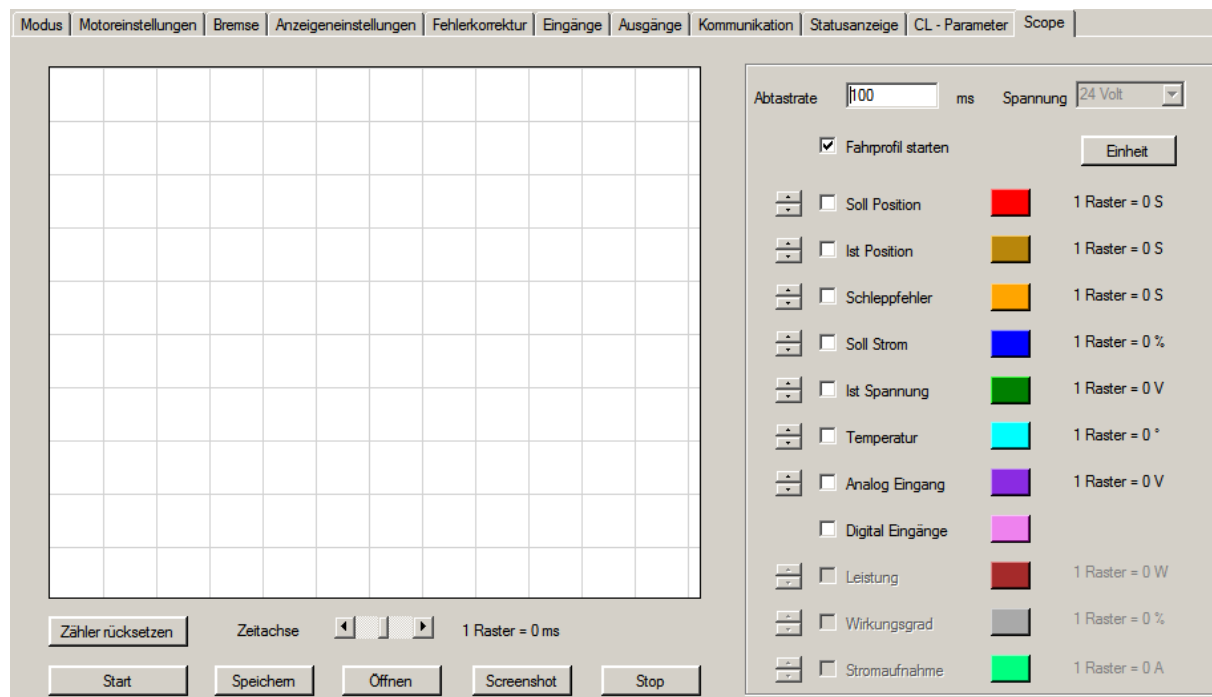 Modus Motoreinstellungen Bremse Anzeigeneinstellungen Fehlerkorrektur Eingänge Ausgänge Kommunikation Statusanzeige CL - Parameter Scope
Abtastrate 100 ms Spannung 24 Volt
Fahrprofil starten Einheit
Soll Position 1 Raster = 0 S
Ist Position 1 Raster = 0 S
Schleppfehler 1 Raster = 0 S
Soll Strom 1 Raster = 0 %
Ist Spannung 1 Raster = 0 V
Temperatur 1 Raster = 0 °
Analog Eingang 1 Raster = 0 V
Digital Eingänge
Leistung 1 Raster = 0 W
Wirkungsgrad 1 Raster = 0 %
Stromaufnahme 1 Raster = 0 A
Zähler rücksetzen Zeitachse 1 Raster = 0 ms
Start Speichern Öffnen Screenshot Stop